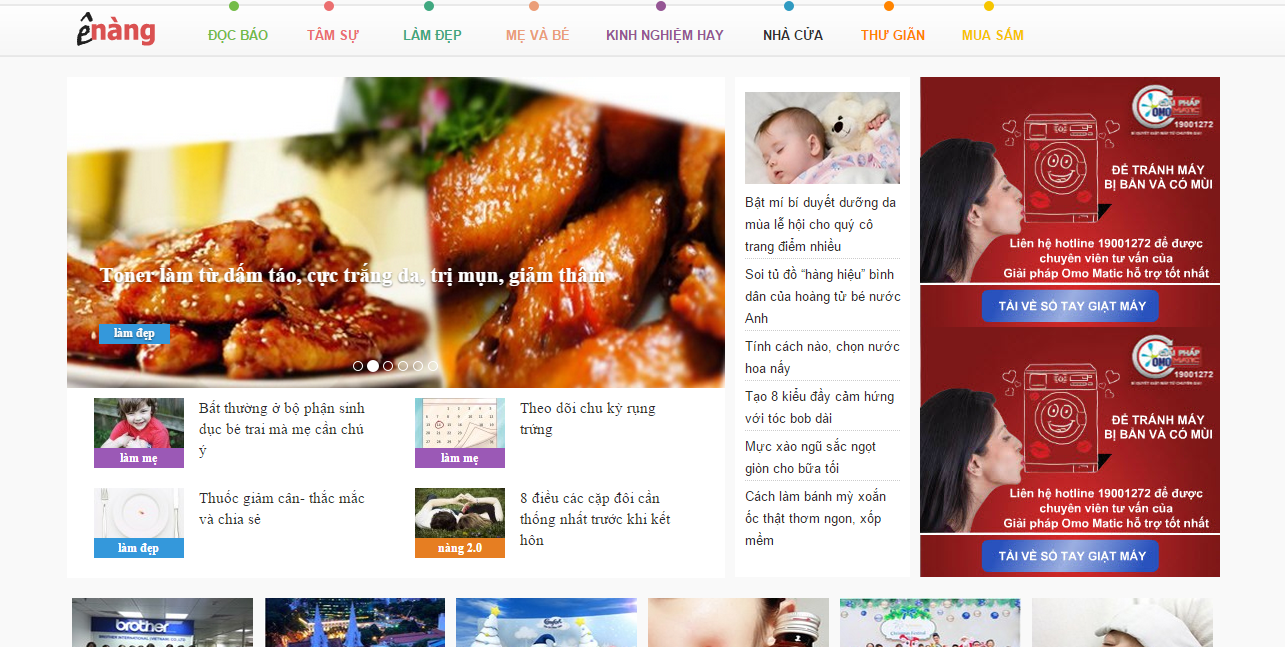 ênàng
ĐỌC BÁO
TÂM SỰ
LÀM ĐẸP
MẸ VÀ BÉ
KINH NGHIỆM HAY
NHÀ CỬA
THƯ GIÃN
MUA SẮM
Toner làm từ dấm táo, cực trắng da, trị mụn, giảm thâm
làm đẹp
Bất thường ở bộ phận sinh
dục bé trai mà mẹ cần chú
ý
làm mẹ
Theo dõi chu kỳ rụng
trứng
làm mẹ
Thuốc giảm cân- thắc mắc
và chia sẻ
làm đẹp
8 điều các cặp đôi cần
thống nhất trước khi kết
hôn
nàng 2.0
Bật mí bí duyết dưỡng da
mùa lễ hội cho quý cô
trang điểm nhiều
Soi tủ đồ “hàng hiệu” bình
dân của hoàng tử bé nước
Anh
Tính cách nào, chọn nước
hoa nấy
Tạo 8 kiểu đầy cảm hứng
với tóc bob dài
Mực xào ngũ sắc ngọt
giòn cho bữa tối
Cách làm bánh mỳ xoắn
ốc thật thơm ngon, xốp
mềm
GIẢI PHÁP
OMO MATIC
19001272
ĐỂ TRÁNH MÁY
BỊ BẨN VÀ CÓ MÙI
Liên hệ hotline 19001272 để được
chuyên viên tư vấn của
Giải pháp Omo Matic hỗ trợ tốt nhất
TẢI VỀ SỔ TAY GIẶT MÁY
GIẢI PHÁP
OMO MATIC
19001272
ĐỂ TRÁNH MÁY
BỊ BẨN VÀ CÓ MÙI
Liên hệ hotline 19001272 để được
chuyên viên tư vấn của
Giải pháp Omo Matic hỗ trợ tốt nhất
TẢI VỀ SỔ TAY GIẶT MÁY
brother
BROTHER INTERNATIONAL (VIETNAM) CO., LTD